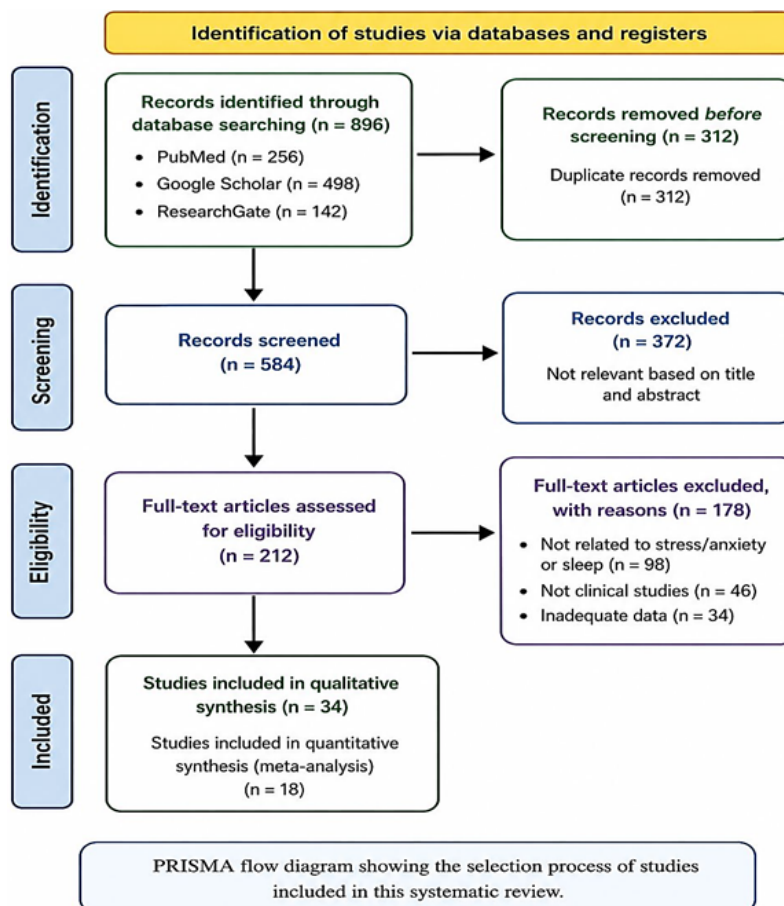 Identification of studies via databases and registers
Identification
Records identified through
database searching (n = 896)
• PubMed (n = 256)
• Google Scholar (n = 498)
• ResearchGate (n = 142)
Records removed before
screening (n = 312)
Duplicate records removed
(n = 312)
Screening
Records screened
(n = 584)
Records excluded
(n = 372)
Not relevant based on title
and abstract
Eligibility
Full-text articles assessed
for eligibility
(n = 212)
Full-text articles excluded,
with reasons (n = 178)
• Not related to stress/anxiety
or sleep (n = 98)
• Not clinical studies (n = 46)
• Inadequate data (n = 34)
Included
Studies included in qualitative
synthesis (n = 34)
Studies included in quantitative
synthesis (meta-analysis)
(n = 18)
PRISMA flow diagram showing the selection process of studies
included in this systematic review.